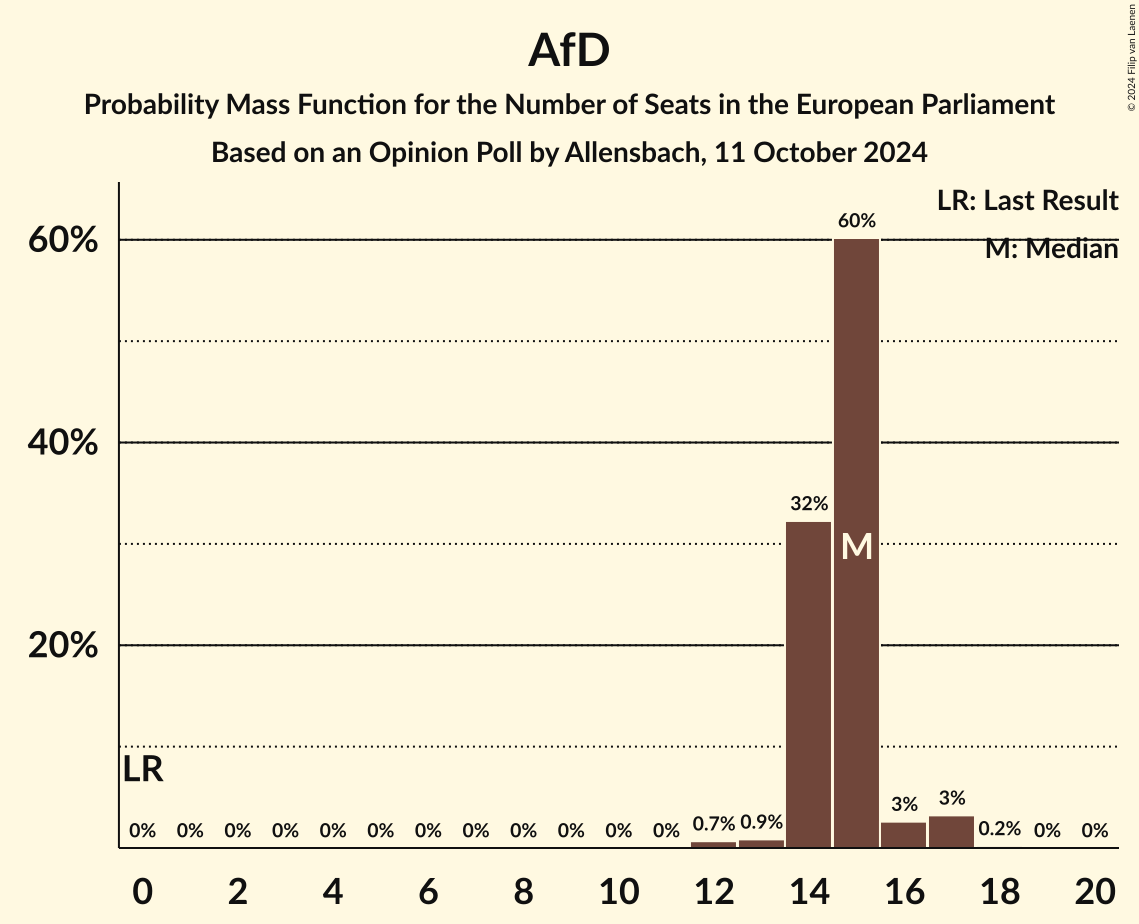 © 2024 Filip van Laenen
AfD
Probability Mass Function for the Number of Seats in the European Parliament
Based on an Opinion Poll by Allensbach, 11 October 2024
LR: Last Result
M: Median
60%
40%
20%
60%
32%
M
LR
0% 0% 0% 0% 0% 0% 0% 0% 0% 0% 0% 0% 0.7% 0.9% 3% 3% 0.2% 0% 0%
0 2 4 6 8 10 12 14 16 18 20